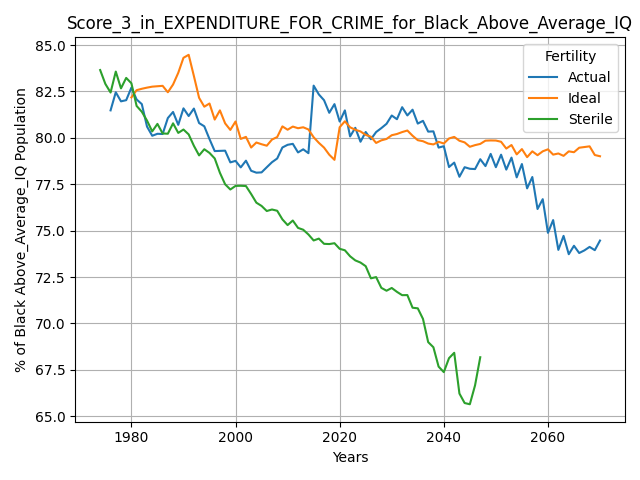 Score_3_in_EXPENDITURE_FOR_CRIME_for_Black_Above_Average_IQ
% of Black Above_Average_IQ Population
85.0
82.5
80.0
77.5
75.0
72.5
70.0
67.5
65.0
Fertility
Actual
Ideal
Sterile
1980
2000
2020
2040
2060
Years